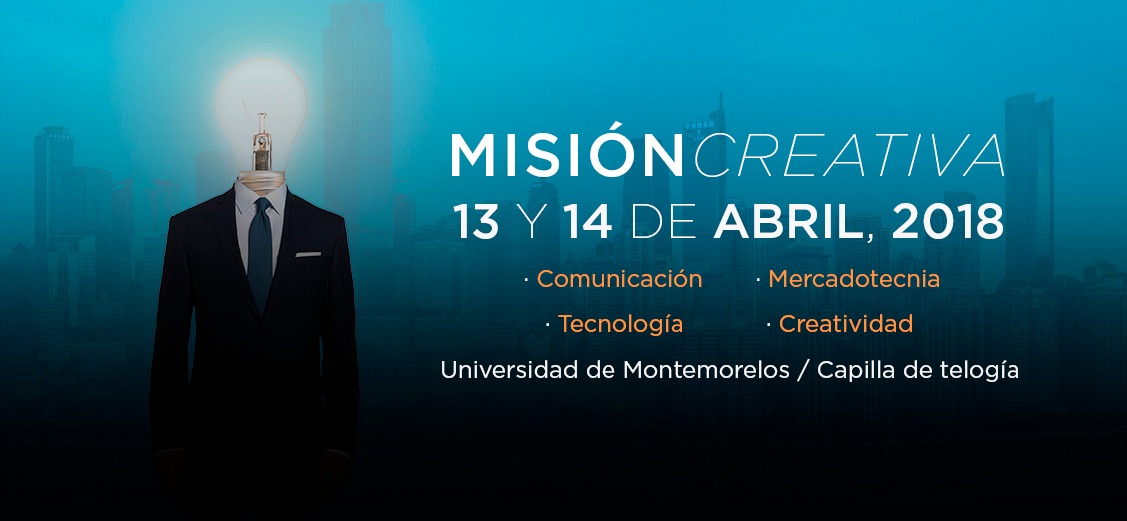 MISIÓNCREATIVA
13 Y 14 DE ABRIL, 2018
· Comunicación · Mercadotecnia
· Tecnología · Creatividad
Universidad de Montemorelos / Capilla de telogía